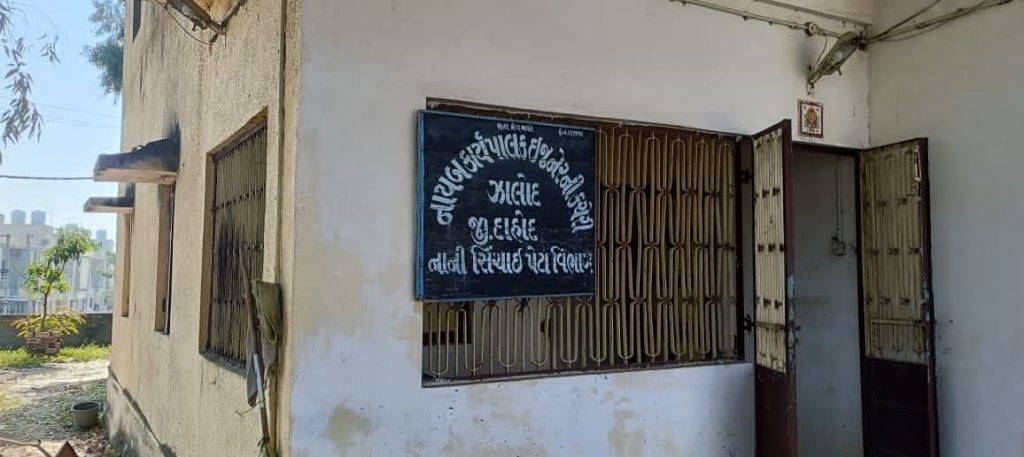 નાયબ કાર્યપાલક ઇજનેરની કચેરી
ઝાલોદ
જી.દાહોદ
નાની સિંચાઇ પેટા વિભાગ